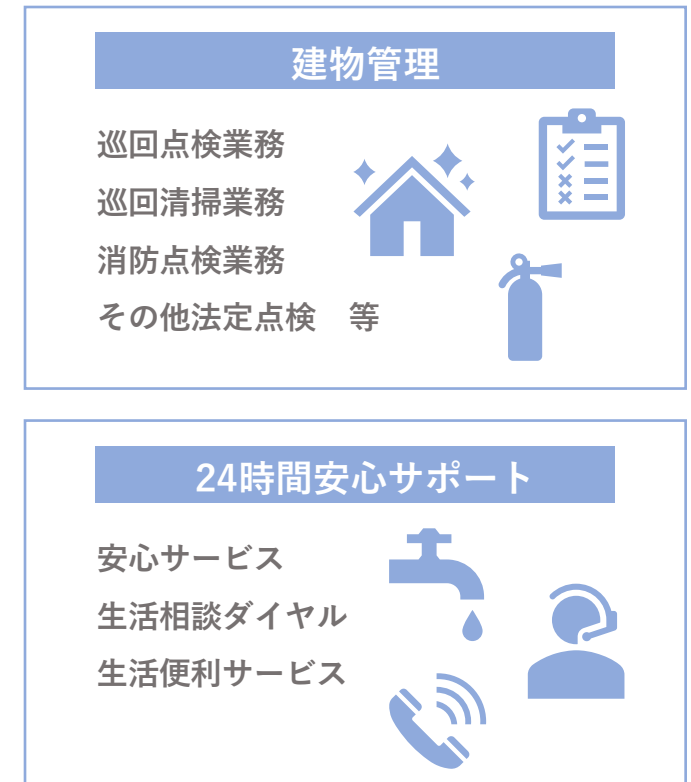 建物管理
巡回点検業務
巡回清掃業務
消防点検業務
その他法定点検　等
24時間安心サポート
安心サービス
生活相談ダイヤル
生活便利サービス